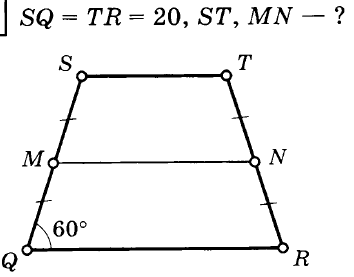 SQ = TR = 20, ST, MN — ?
S T
M N
60°
Q R